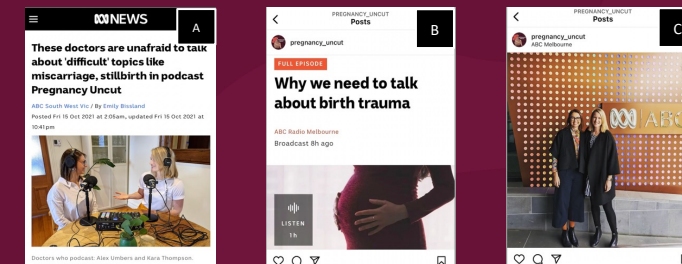 NEWS
A
These doctors are unafraid to talk
about 'difficult' topics like
miscarriage, stillbirth in podcast
Pregnancy Uncut
ABC South West Vic / By Emily Bissland
Posted Fri 15 Oct 2021 at 2:05am, updated Fri 15 Oct 2021 at
10:41pm
Doctors who podcast: Alex Umbers and Kara Thompson.
PREGNANCY_UNCUT
Posts
B
pregnancy_uncut
FULL EPISODE
Why we need to talk
about birth trauma
ABC Radio Melbourne
Broadcast 8h ago
LISTEN
1h
PREGNANCY_UNCUT
Posts
C
pregnancy_uncut
ABC Melbourne
ABC